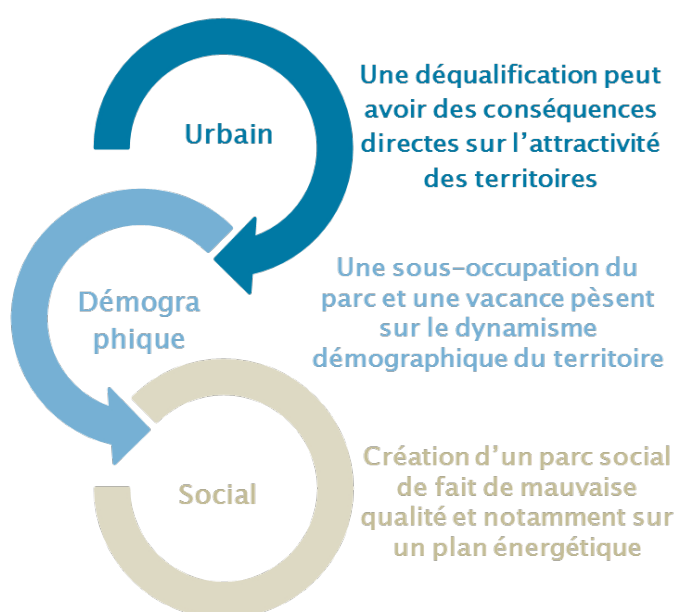 Urbain
Une déqualification peut
avoir des conséquences
directes sur l’attractivité
des territoires
Démogra
phique
Une sous-occupation du
parc et une vacance pèsent
sur le dynamisme
démographique du territoire
Social
Création d’un parc social
de fait de mauvaise
qualité et notamment sur
un plan énergétique